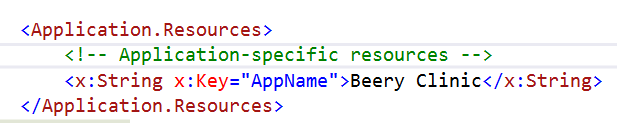 <Application.Resources>
<!-- Application-specific resources -->
<x:String x:Key="AppName">Beery Clinic</x:String>
</Application.Resources>